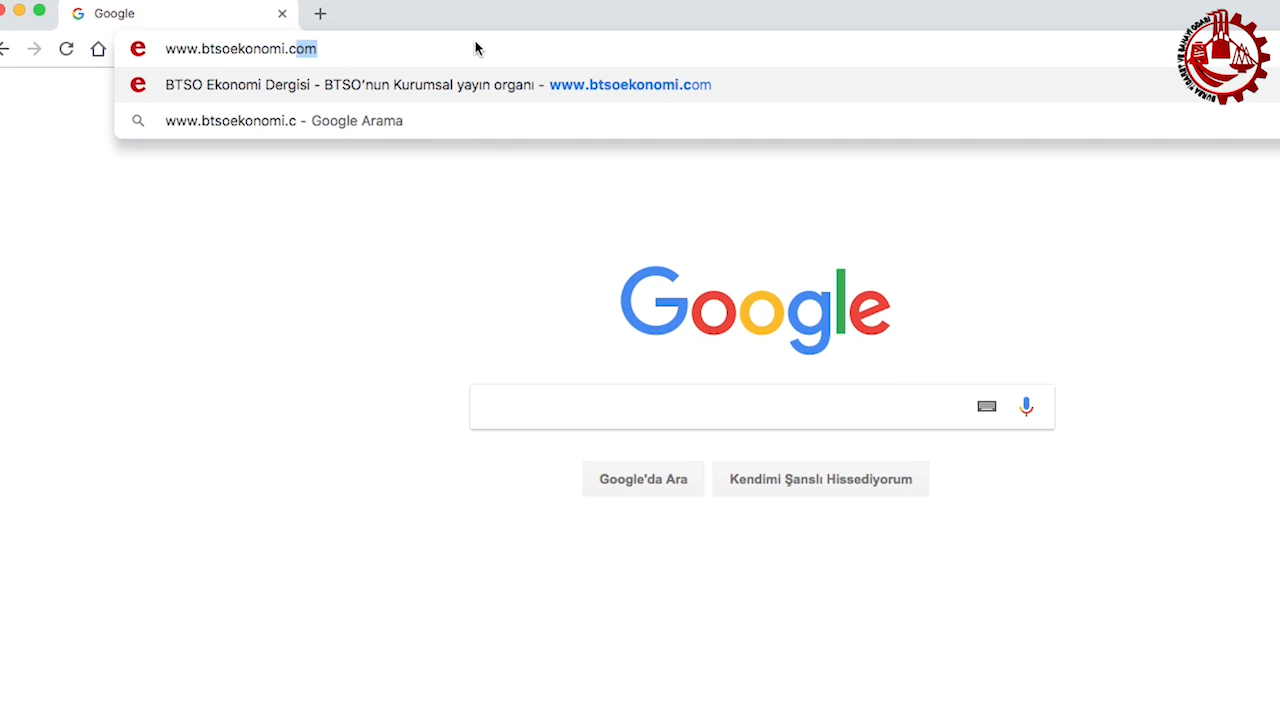 Google
www.btsoekonomi.com
BTSO Ekonomi Dergisi - BTSO’nun Kurumsal yayın organı - www.btsoekonomi.com
www.btsoekonomi.c - Google Arama
Google
Google'da Ara
Kendimi Şanslı Hissediyorum